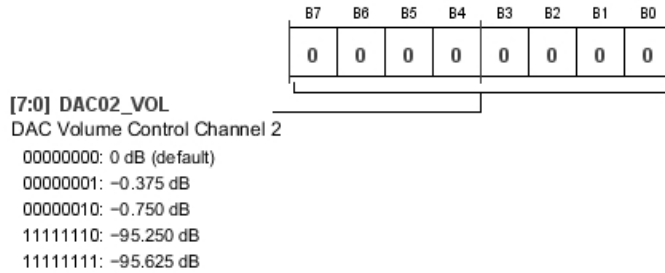 B7 B6 B5 B4 B3 B2 B1 B0
0 0 0 0 0 0 0 0
[7:0] DAC02_VOL
DAC Volume Control Channel 2
00000000: 0 dB (default)
00000001: −0.375 dB
00000010: −0.750 dB
11111110: −95.250 dB
11111111: −95.625 dB